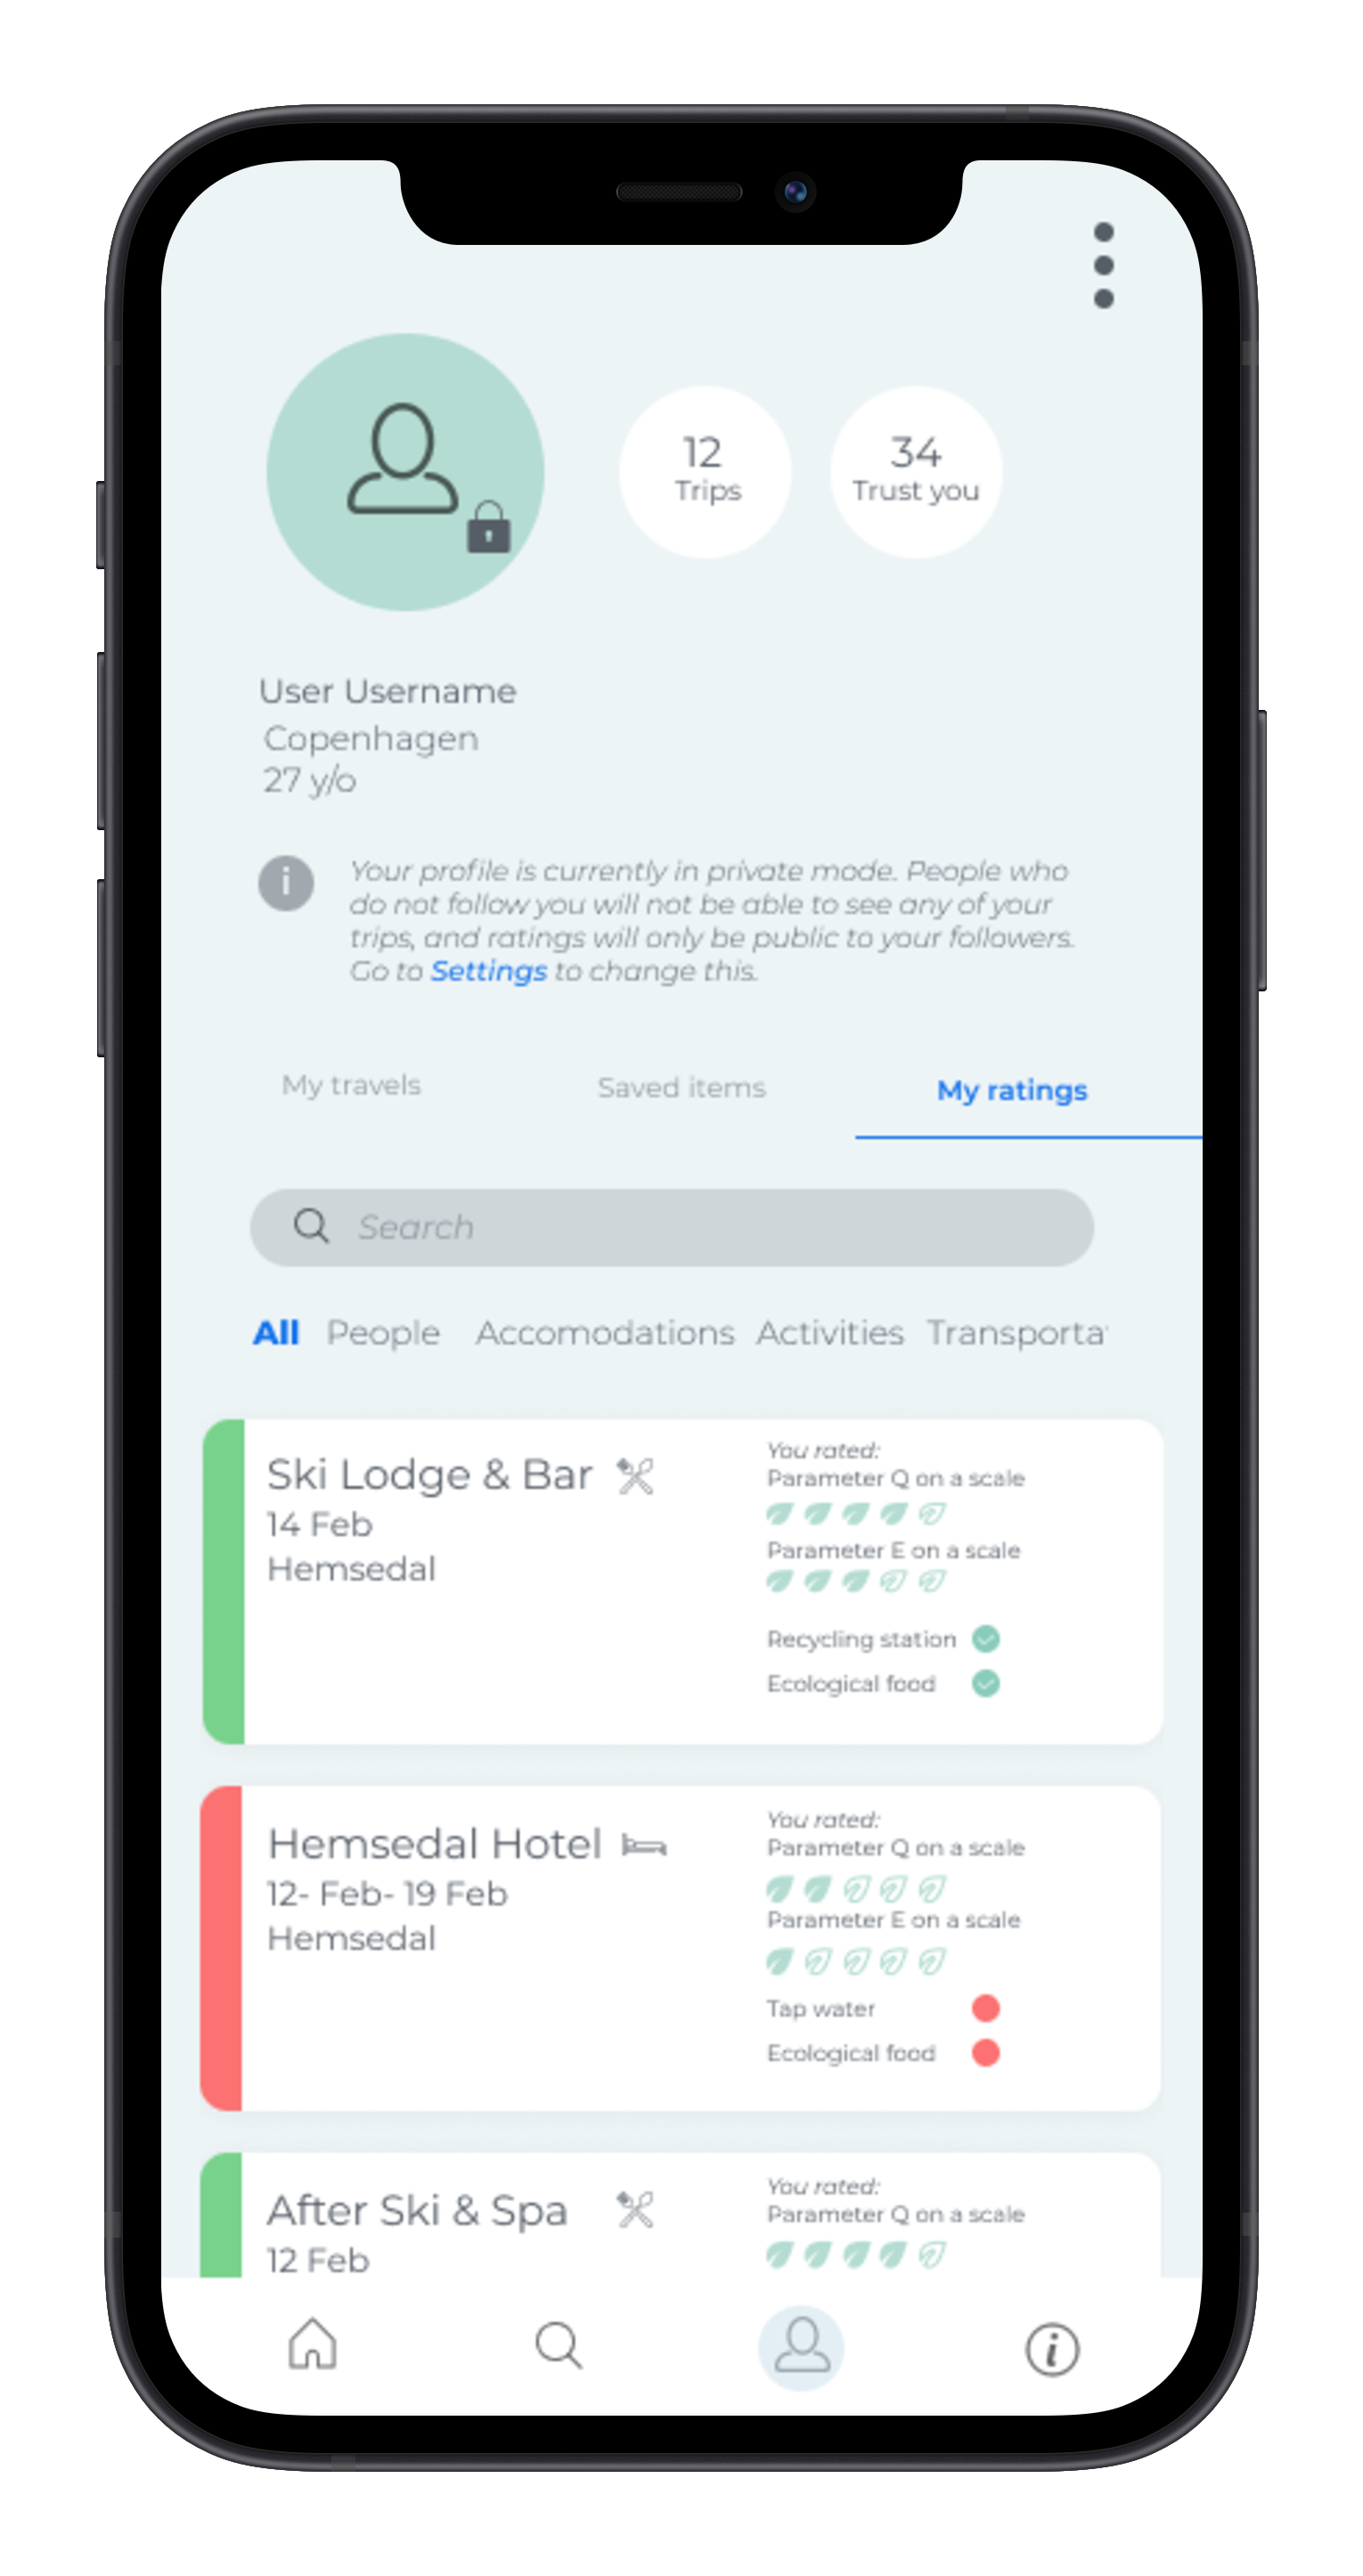 12
Trips
34
Trust you
User Username
Copenhagen
27 y/o
i
Your profile is currently in private mode. People who
do not follow you will not be able to see any of your
trips, and ratings will only be public to your followers.
Go to Settings to change this.
My travels
Saved items
My ratings
Search
All People Accomodations Activities Transporta
Ski Lodge & Bar
14 Feb
Hemsedal
You rated:
Parameter Q on a scale
Parameter E on a scale
Recycling station
Ecological food
Hemsedal Hotel
12- Feb- 19 Feb
Hemsedal
You rated:
Parameter Q on a scale
Parameter E on a scale
Tap water
Ecological food
After Ski & Spa
12 Feb
You rated:
Parameter Q on a scale
i